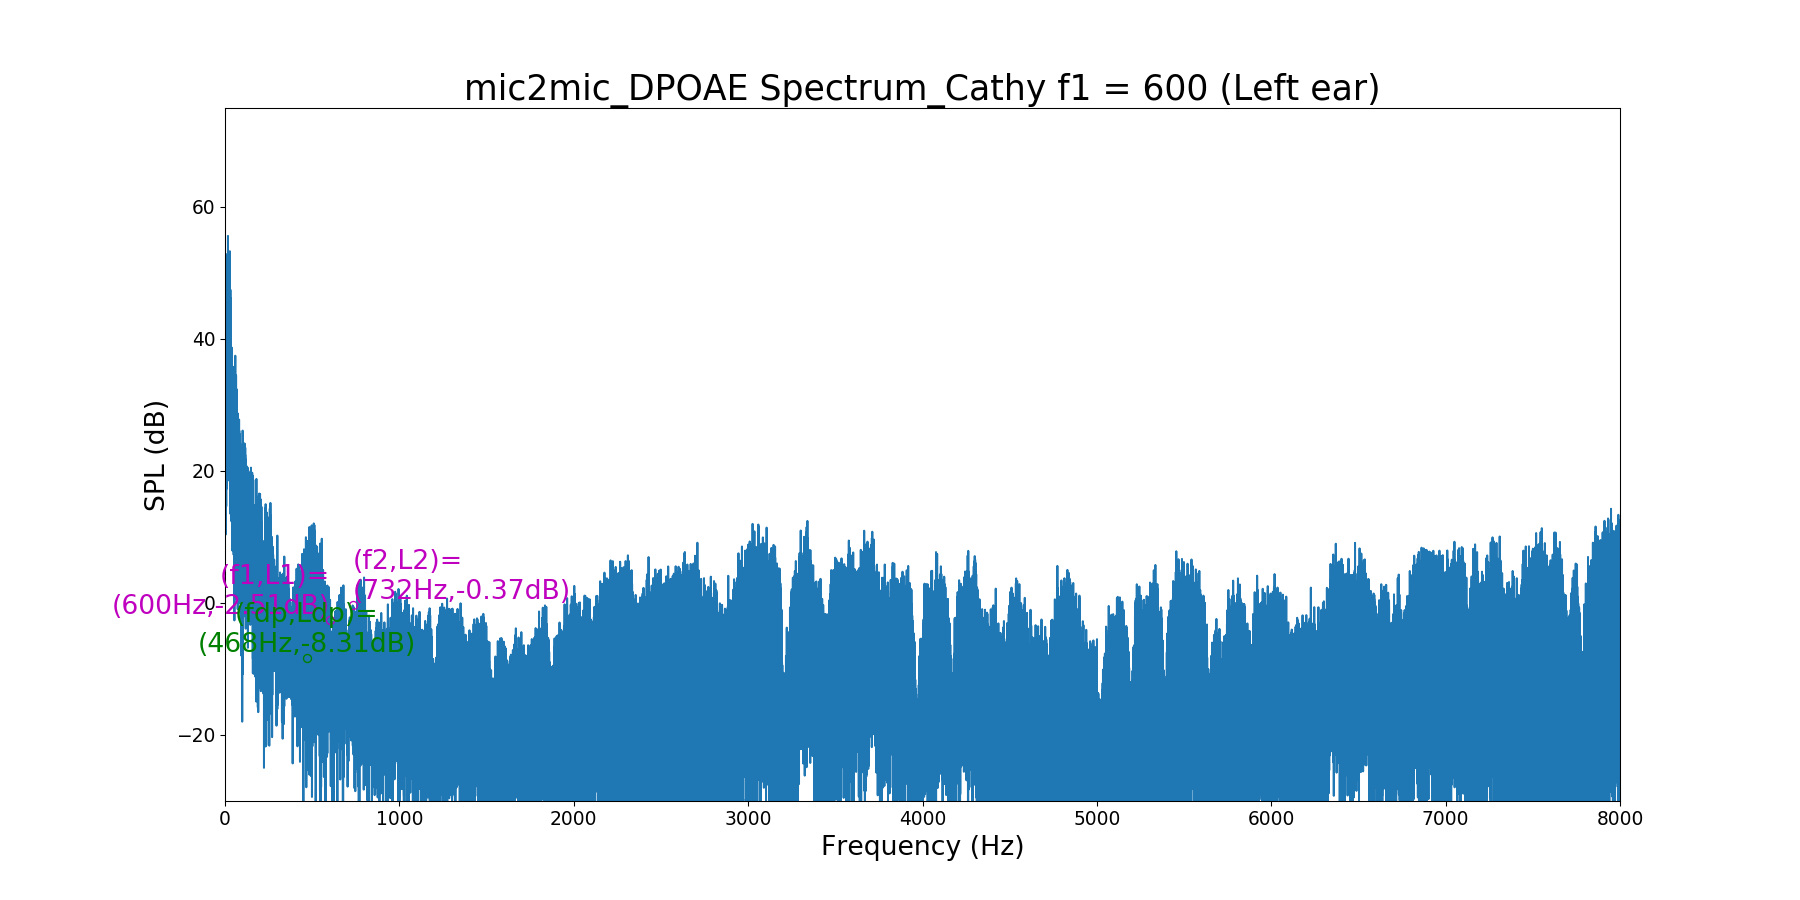 mic2mic_DPOAE Spectrum_Cathy f1 = 600 (Left ear)
SPL (dB)
60
40
20
0
−20
(f2,L2)=
(732Hz,-0.37dB)
(f1,L1)=
(600Hz,-2.51dB)
(fdp,Ldp)=
(468Hz,-8.31dB)
0
1000
2000
3000
4000
5000
6000
7000
8000
Frequency (Hz)